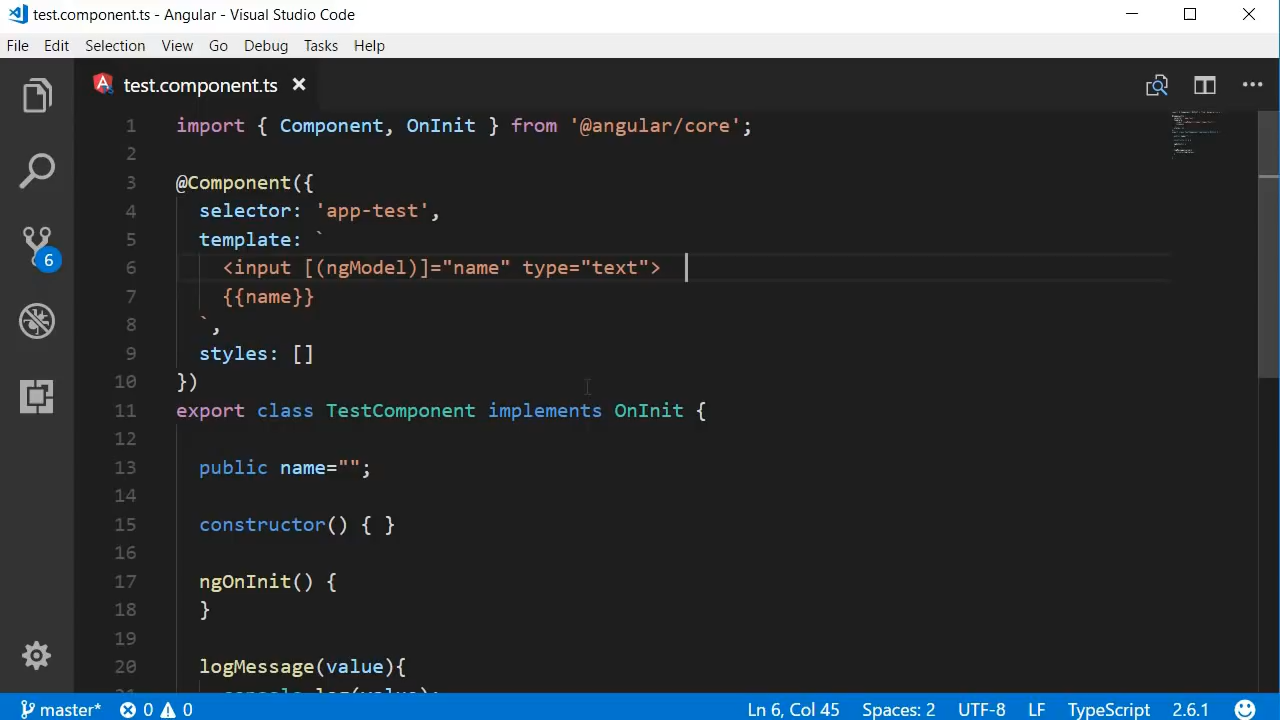 test.component.ts - Angular - Visual Studio Code
File Edit Selection View Go Debug Tasks Help
test.component.ts
1 import { Component, OnInit } from '@angular/core';
2
3 @Component({
4 selector: 'app-test',
5 template: `
6 <input [(ngModel)]="name" type="text">
7 {{name}}
8 `,
9 styles: []
10 })
11 export class TestComponent implements OnInit {
12
13 public name="";
14
15 constructor() { }
16
17 ngOnInit() {
18 }
19
20 logMessage(value){
21 console.log(value);
6
master* 0 0 Ln 6, Col 45 Spaces: 2 UTF-8 LF TypeScript 2.6.1